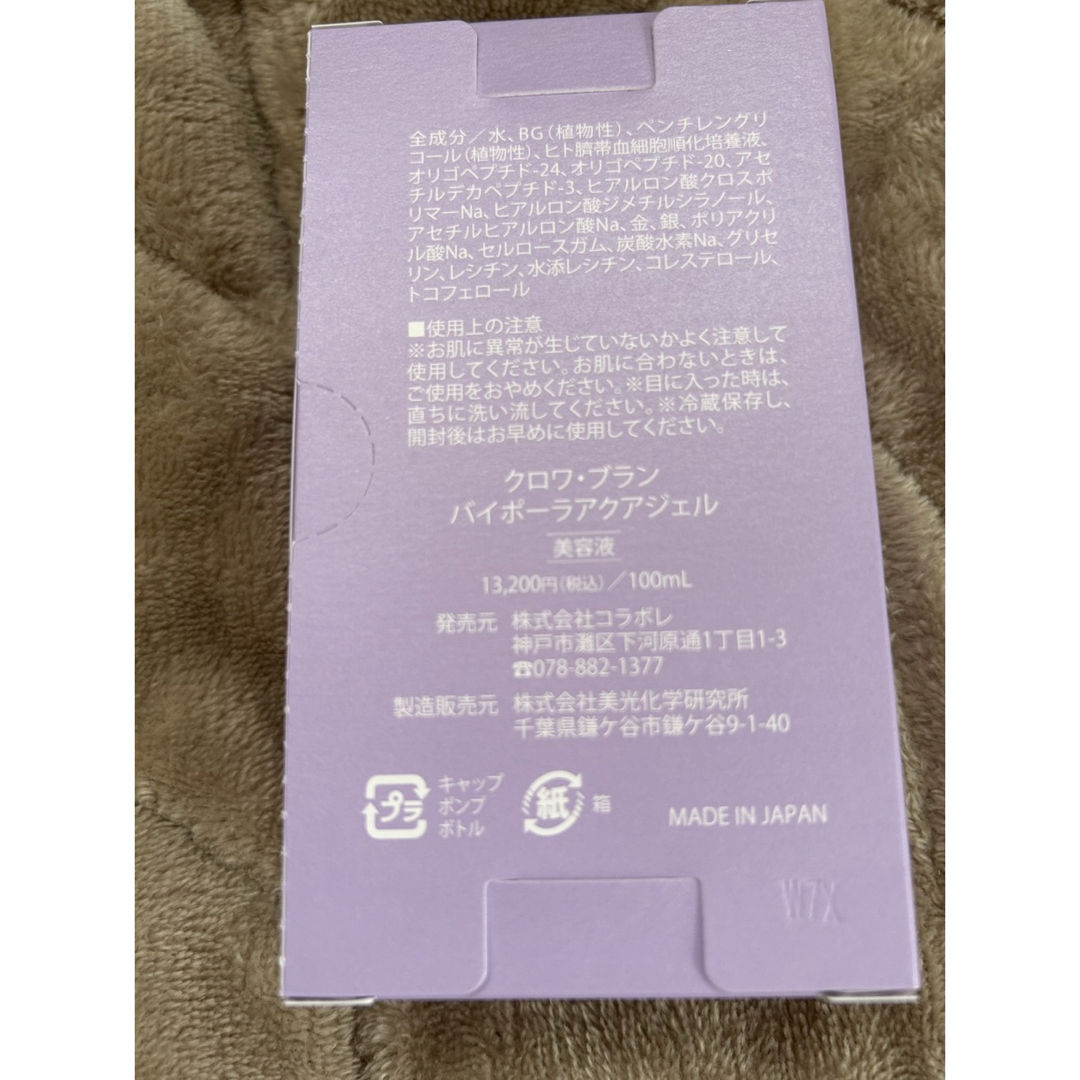 全成分／水、BG（植物性）、ペンチレングリ
コール（植物性）、ヒト臍帯血細胞順化培養液、
オリゴペプチド-24、オリゴペプチド-20、アセ
チルデカペプチド-3、ヒアルロン酸クロスポ
リマーNa、ヒアルロン酸ジメチルシラノール、
アセチルヒアルロン酸Na、金、銀、ポリアクリ
ル酸Na、セルロースガム、炭酸水素Na、グリセ
リン、レシチン、水添レシチン、コレステロール、
トコフェロール
■使用上の注意
※お肌に異常が生じていないかよく注意して
使用してください。お肌に合わないときは、
ご使用をおやめください。※目に入った時は、
直ちに洗い流してください。※冷蔵保存し、
開封後はお早めに使用してください。
クロワ・ブラン
バイポーラアクアジェル
美容液
13,200円（税込）／100mL
発売元 株式会社コラボレ
神戸市灘区下河原通1丁目1-3
☎078-882-1377
製造販売元 株式会社美光化学研究所
千葉県鎌ケ谷市鎌ケ谷9-1-40
プラ キャップ
ポンプ
ボトル
紙 箱
MADE IN JAPAN
W7X